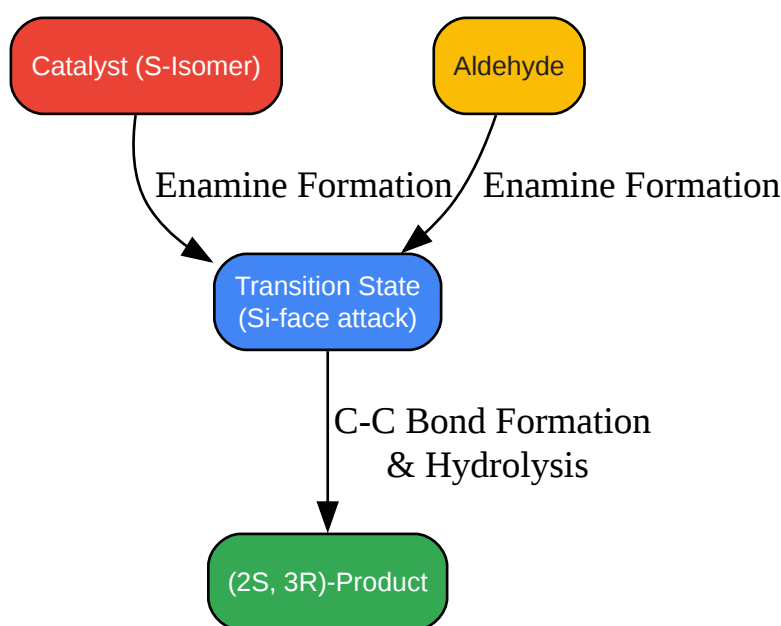 Catalyst (S-Isomer)
Aldehyde
Enamine Formation
Enamine Formation
Transition State
(Si-face attack)
C-C Bond Formation
& Hydrolysis
(2S, 3R)-Product